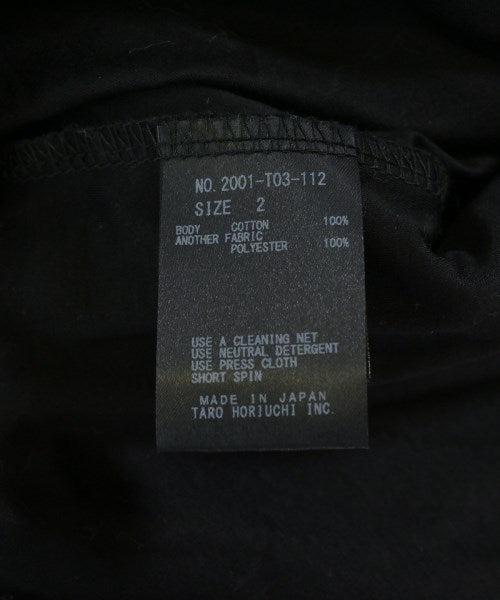 NO. 2001-T03-112
SIZE 2
BODY COTTON 100%
ANOTHER FABRIC
POLYESTER 100%
USE A CLEANING NET
USE NEUTRAL DETERGENT
USE PRESS CLOTH
SHORT SPIN
MADE IN JAPAN
TARO HORIUCHI INC.